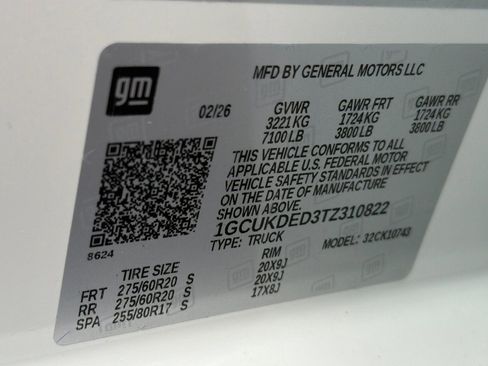 gm
MFD BY GENERAL MOTORS LLC
02/26 GVWR GAWR FRT GAWR RR
3221 KG 1724 KG 1724 KG
7100 LB 3800 LB 3800 LB
THIS VEHICLE CONFORMS TO ALL
APPLICABLE U.S. FEDERAL MOTOR
VEHICLE SAFETY STANDARDS IN EFFECT
ON THE DATE OF MANUFACTURE
SHOWN ABOVE.
1GCUKDED3TZ310822
TYPE: TRUCK MODEL: 32CK10743
8624
TIRE SIZE RIM
FRT 275/60R20 S 20X9J
RR 275/60R20 S 20X9J
SPA 255/80R17 S 17X8J